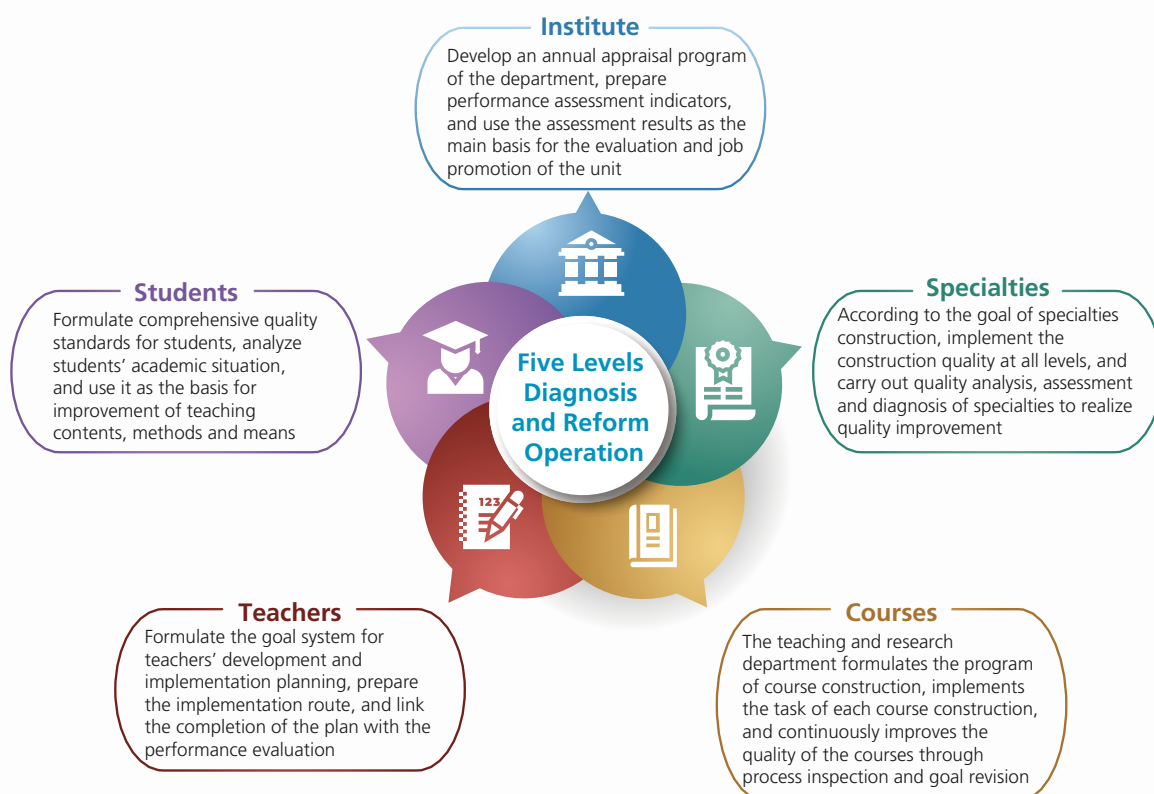 Institute
Develop an annual appraisal program
of the department, prepare
performance assessment indicators,
and use the assessment results as the
main basis for the evaluation and job
promotion of the unit
Students
Formulate comprehensive quality
standards for students, analyze
students’ academic situation,
and use it as the basis for
improvement of teaching
contents, methods and means
Specialties
According to the goal of specialties
construction, implement the
construction quality at all levels, and
carry out quality analysis, assessment
and diagnosis of specialties to realize
quality improvement
Five Levels
Diagnosis
and Reform
Operation
123
Teachers
Formulate the goal system for
teachers’ development and
implementation planning, prepare
the implementation route, and link
the completion of the plan with the
performance evaluation
Courses
The teaching and research
department formulates the program
of course construction, implements
the task of each course construction,
and continuously improves the
quality of the courses through
process inspection and goal revision